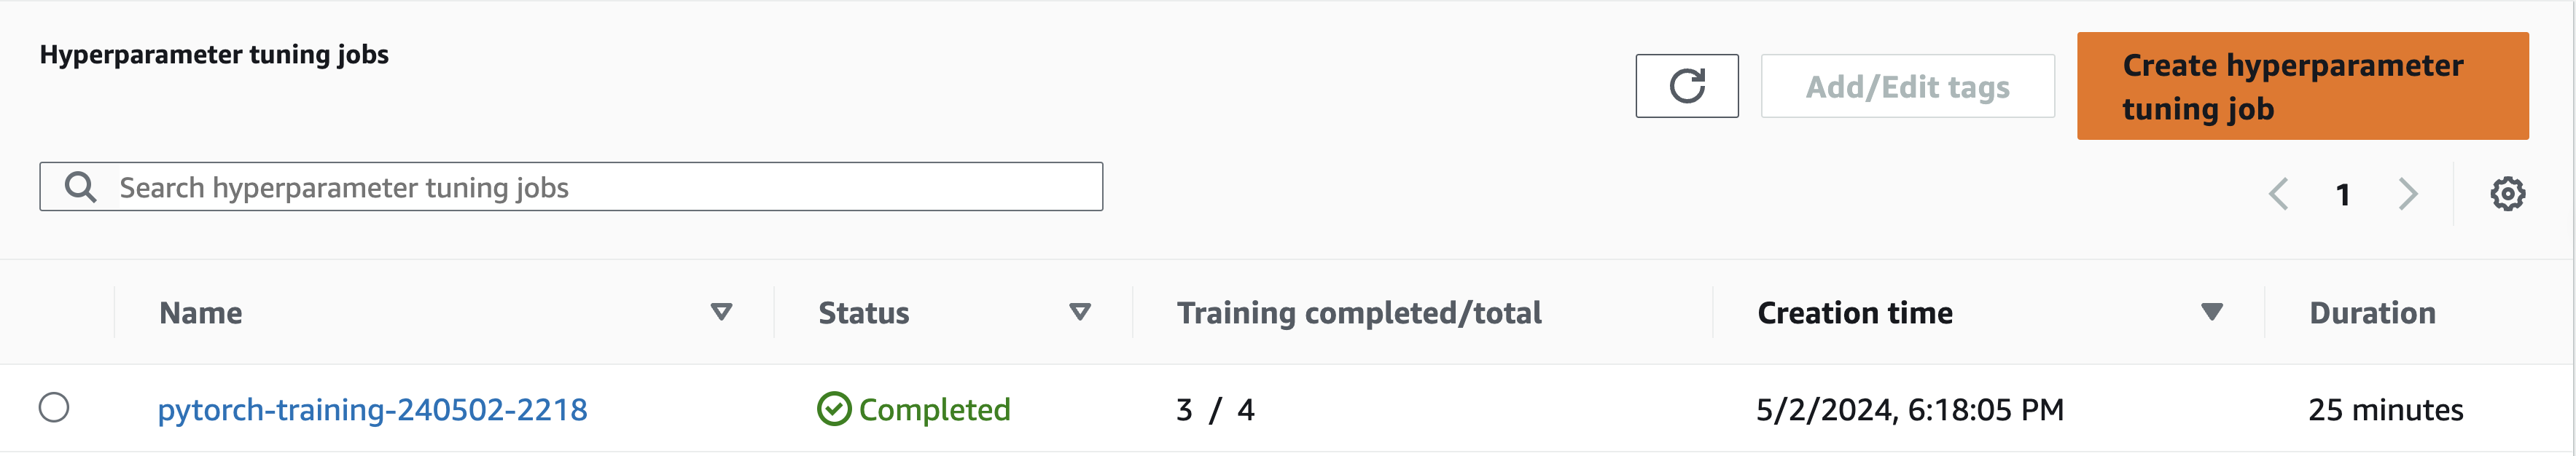 Hyperparameter tuning jobs
Add/Edit tags
Create hyperparameter
tuning job
Search hyperparameter tuning jobs
1
Name Status Training completed/total Creation time Duration
pytorch-training-240502-2218 Completed 3 / 4 5/2/2024, 6:18:05 PM 25 minutes